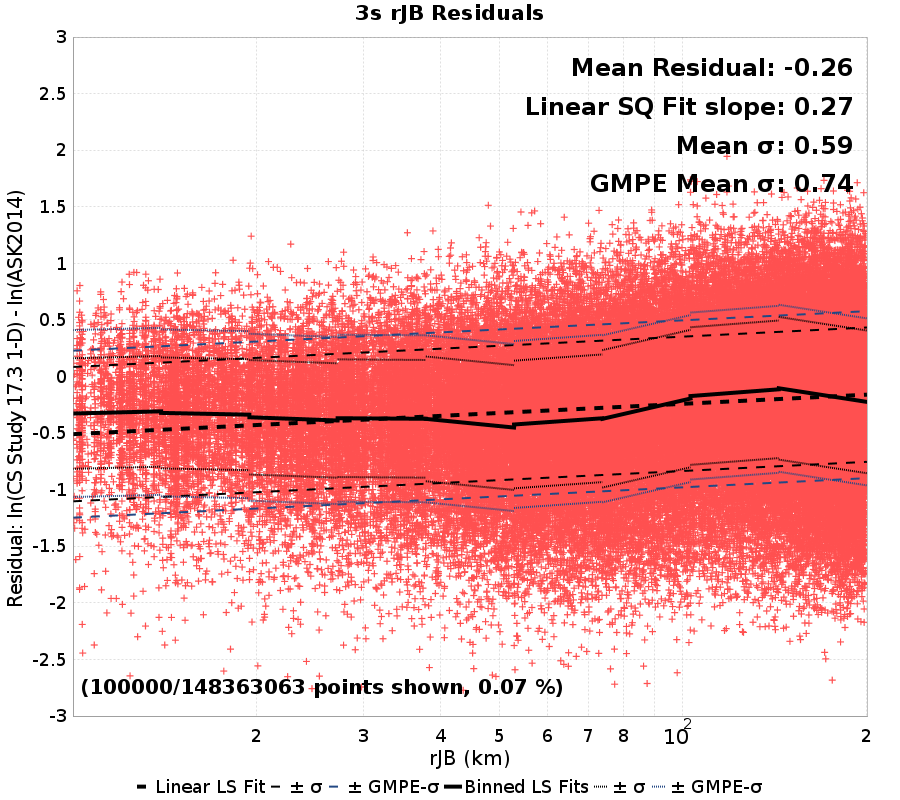 3s rJB Residuals
Mean Residual: -0.26
Linear SQ Fit slope: 0.27
Mean σ: 0.59
GMPE Mean σ: 0.74
3
2.5
2
1.5
1
0.5
0
-0.5
-1
-1.5
-2
-2.5
-3
Residual: ln(CS Study 17.3 1-D) - ln(ASK2014)
(100000/148363063 points shown, 0.07 %)
2 3 4 5 6 7 8 10² 2
rJB (km)
Linear LS Fit ± σ ± GMPE-σ Binned LS Fits ± σ ± GMPE-σ